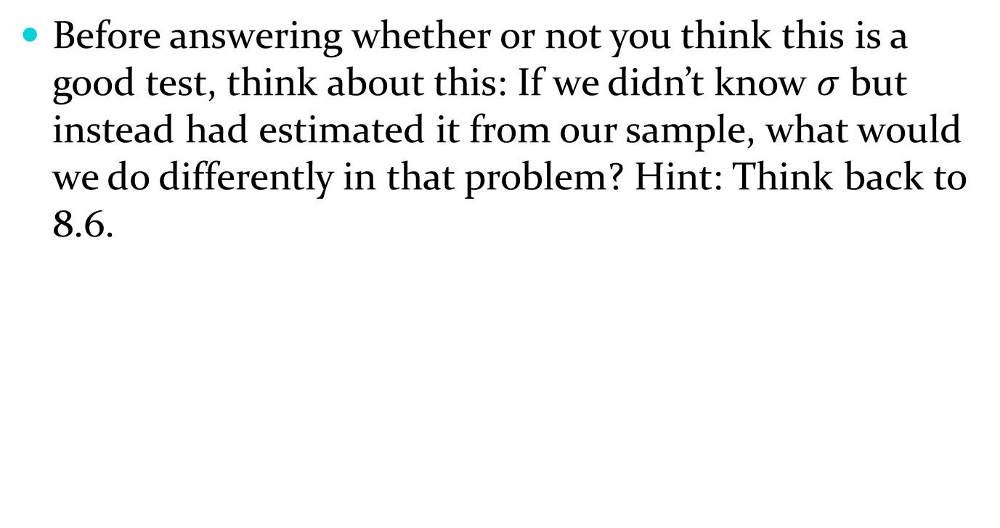 • Before answering whether or not you think this is a
good test, think about this: If we didn’t know σ but
instead had estimated it from our sample, what would
we do differently in that problem? Hint: Think back to
8.6.